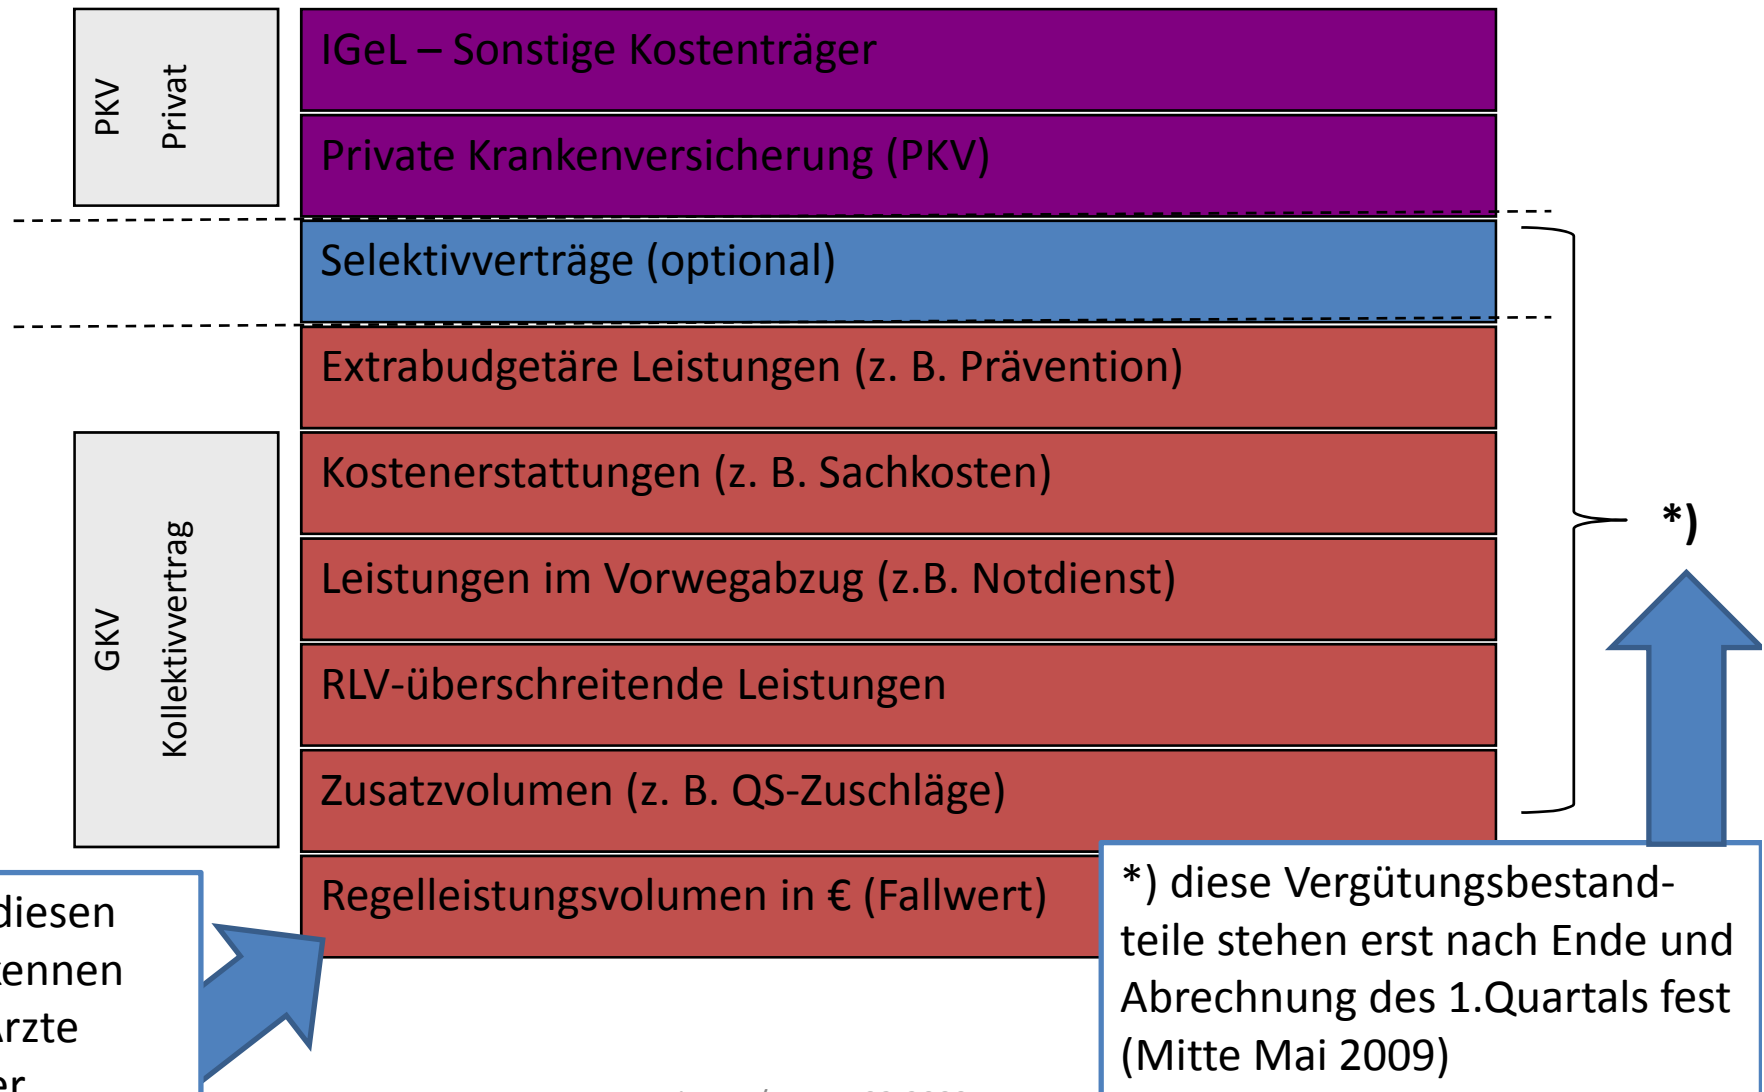 PKV
Privat
IGeL – Sonstige Kostenträger
Private Krankenversicherung (PKV)
Selektivverträge (optional)
Extrabudgetäre Leistungen (z. B. Prävention)
GKV
Kollektivvertrag
Kostenerstattungen (z. B. Sachkosten)
Leistungen im Vorwegabzug (z.B. Notdienst)
RLV-überschreitende Leistungen
Zusatzvolumen (z. B. QS-Zuschläge)
Regelleistungsvolumen in € (Fallwert)
*)
*) diese Vergütungsbestand-
teile stehen erst nach Ende und
Abrechnung des 1.Quartals fest
(Mitte Mai 2009)
diesen
kennen
Ärzte